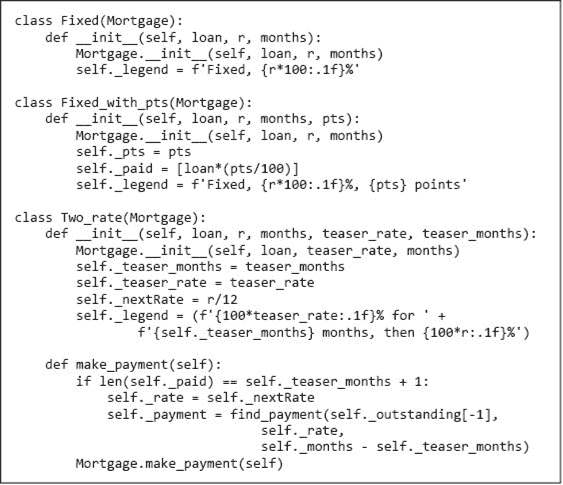 class Fixed(Mortgage):
    def __init__(self, loan, r, months):
        Mortgage.__init__(self, loan, r, months)
        self._legend = f'Fixed, {r*100:.1f}%'

class Fixed_with_pts(Mortgage):
    def __init__(self, loan, r, months, pts):
        Mortgage.__init__(self, loan, r, months)
        self._pts = pts
        self._paid = [loan*(pts/100)]
        self._legend = f'Fixed, {r*100:.1f}%, {pts} points'

class Two_rate(Mortgage):
    def __init__(self, loan, r, months, teaser_rate, teaser_months):
        Mortgage.__init__(self, loan, teaser_rate, months)
        self._teaser_months = teaser_months
        self._teaser_rate = teaser_rate
        self._nextRate = r/12
        self._legend = (f'{100*teaser_rate:.1f}% for ' +
                f'{self._teaser_months} months, then {100*r:.1f}%')

    def make_payment(self):
        if len(self._paid) == self._teaser_months + 1:
            self._rate = self._nextRate
            self._payment = find_payment(self._outstanding[-1],
                                self._rate,
                                self._months - self._teaser_months)
        Mortgage.make_payment(self)